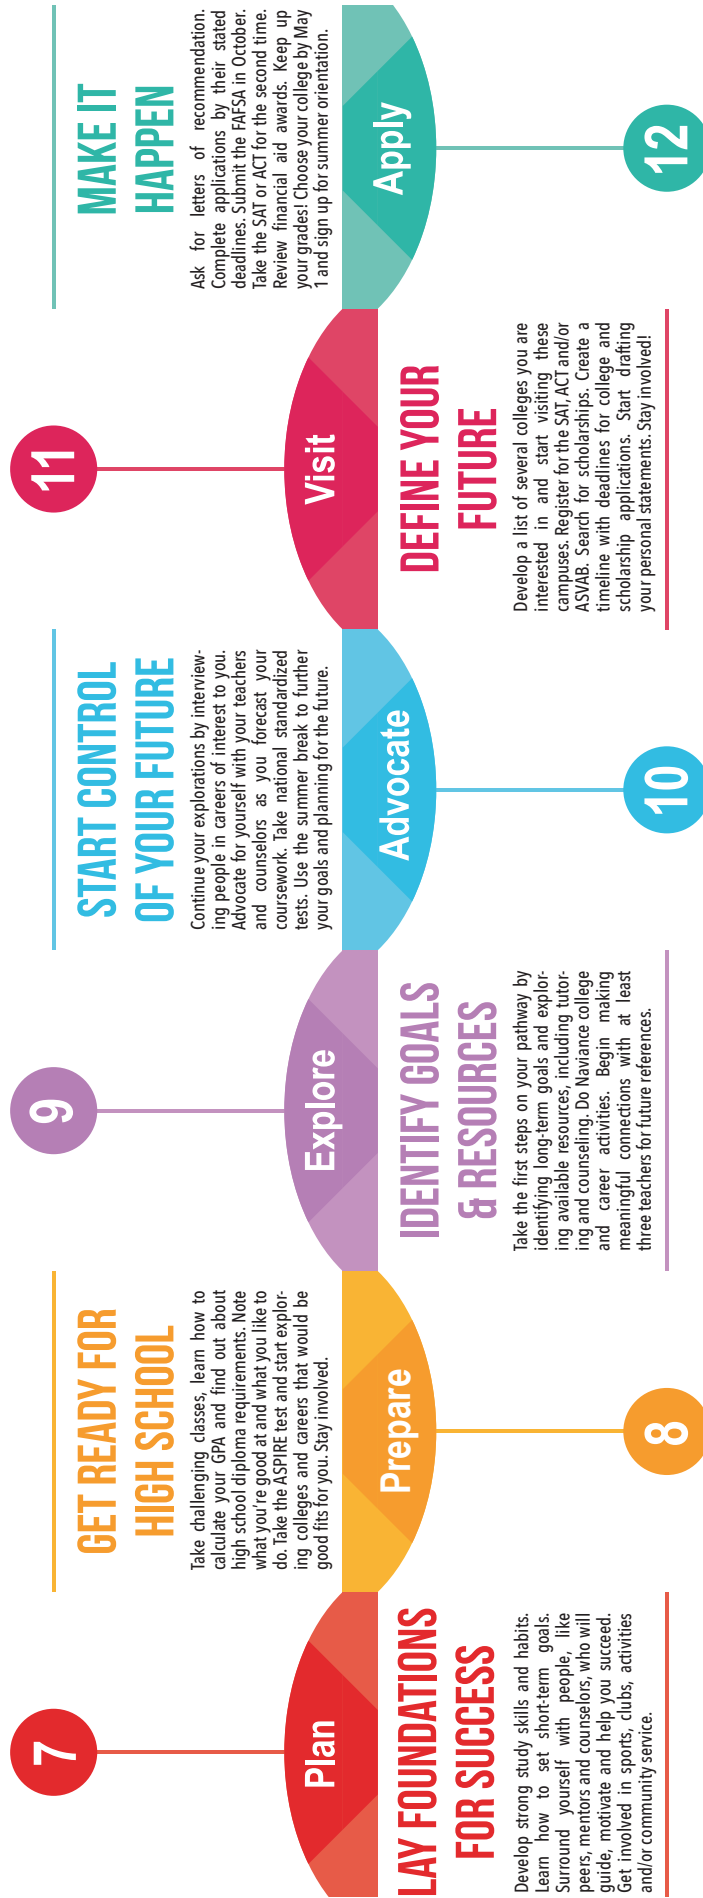 7
Plan
LAY FOUNDATIONS
FOR SUCCESS
Develop strong study skills and habits.
Learn how to set short-term goals.
Surround yourself with people, like
peers, mentors and counselors, who will
guide, motivate and help you succeed.
Get involved in sports, clubs, activities
and/or community service.
GET READY FOR
HIGH SCHOOL
Take challenging classes, learn how to
calculate your GPA and find out about
high school diploma requirements. Note
what you're good at and what you like to
do. Take the ASPIRE test and start explor-
ing colleges and careers that would be
good fits for you. Stay involved.
Prepare
8
9
Explore
IDENTIFY GOALS
& RESOURCES
Take the first steps on your pathway by
identifying long-term goals and explor-
ing available resources, including tutor-
ing and counseling. Do Naviance college
and career activities. Begin making
meaningful connections with at least
three teachers for future references.
START CONTROL
OF YOUR FUTURE
Continue your explorations by interview-
ing people in careers of interest to you.
Advocate for yourself with your teachers
and counselors as you forecast your
coursework. Take national standardized
tests. Use the summer break to further
your goals and planning for the future.
Advocate
10
11
Visit
DEFINE YOUR
FUTURE
Develop a list of several colleges you are
interested in and start visiting these
campuses. Register for the SAT, ACT and/or
ASVAB. Search for scholarships. Create a
timeline with deadlines for college and
scholarship applications. Start drafting
your personal statements. Stay involved!
MAKE IT
HAPPEN
Ask for letters of recommendation.
Complete applications by their stated
deadlines. Submit the FAFSA in October.
Take the SAT or ACT for the second time.
Review financial aid awards. Keep up
your grades! Choose your college by May
1 and sign up for summer orientation.
Apply
12